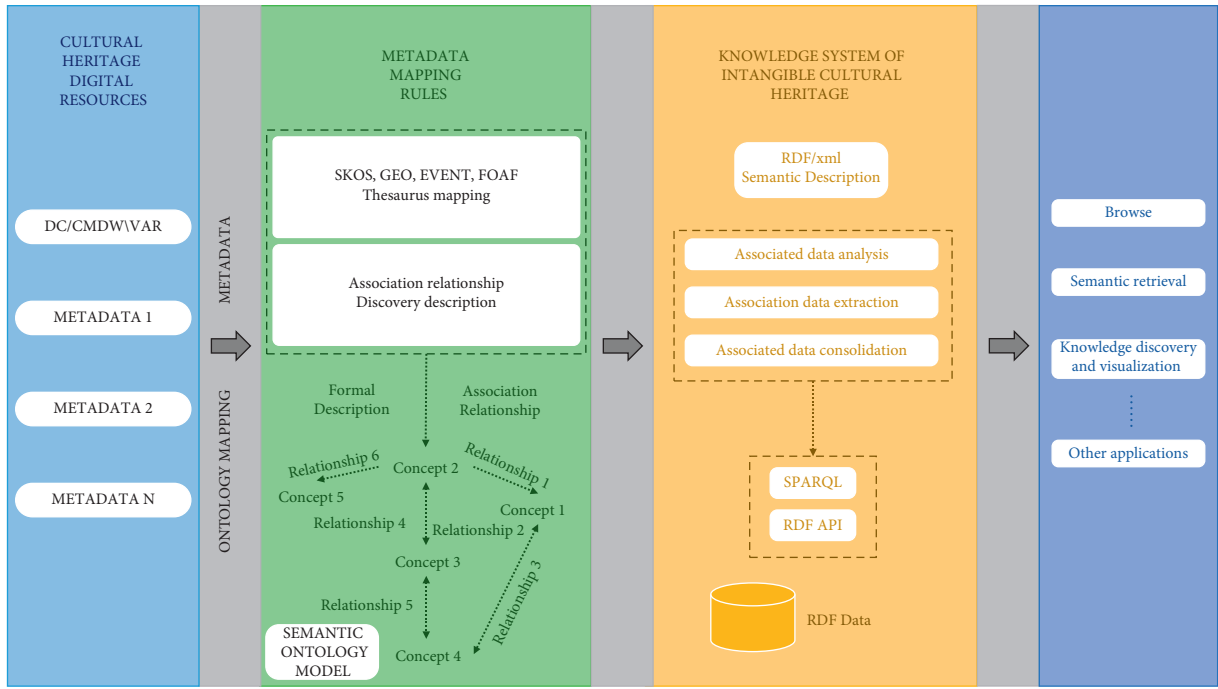 CULTURAL
HERITAGE
DIGITAL
RESOURCES
DC/CMDW\VAR
METADATA 1
METADATA 2
METADATA N
METADATA
ONTOLOGY MAPPING
METADADA
MAPPING
RULES
SKOS, GEO, EVENT, FOAF
Thesaurus mapping
Association relationship
Discovery description
Formal
Description
Association
Relationship
Relationship 6
Concept 2
Relationship 1
Concept 5
Concept 1
Relationship 4
Relationship 2
Concept 3
Relationship 3
Relationship 5
Concept 4
SEMANTIC
ONTOLOGY
MODEL
KNOWLEDGE SYSTEM OF
INTANGIBLE CULTURAL
HERITAGE
RDF/xml
Semantic Description
Associated data analysis
Association data extraction
Associated data consolidation
SPARQL
RDF API
RDF Data
Browse
Semantic retrieval
Knowledge discovery
and visualization
Other applications